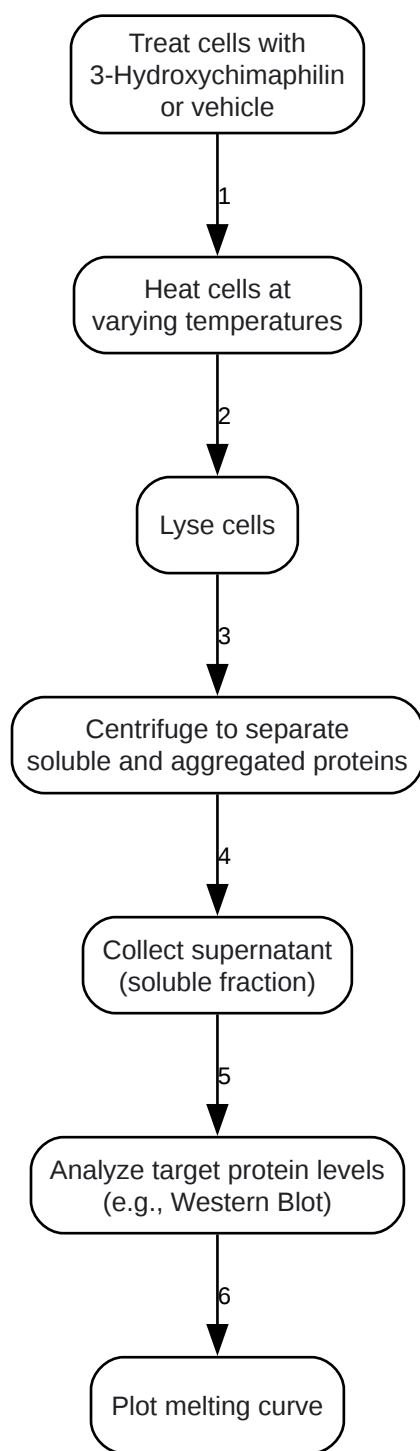 Treat cells with
3-Hydroxychimaphilin
or vehicle
1
Heat cells at
varying temperatures
2
Lyse cells
3
Centrifuge to separate
soluble and aggregated proteins
4
Collect supernatant
(soluble fraction)
5
Analyze target protein levels
(e.g., Western Blot)
6
Plot melting curve